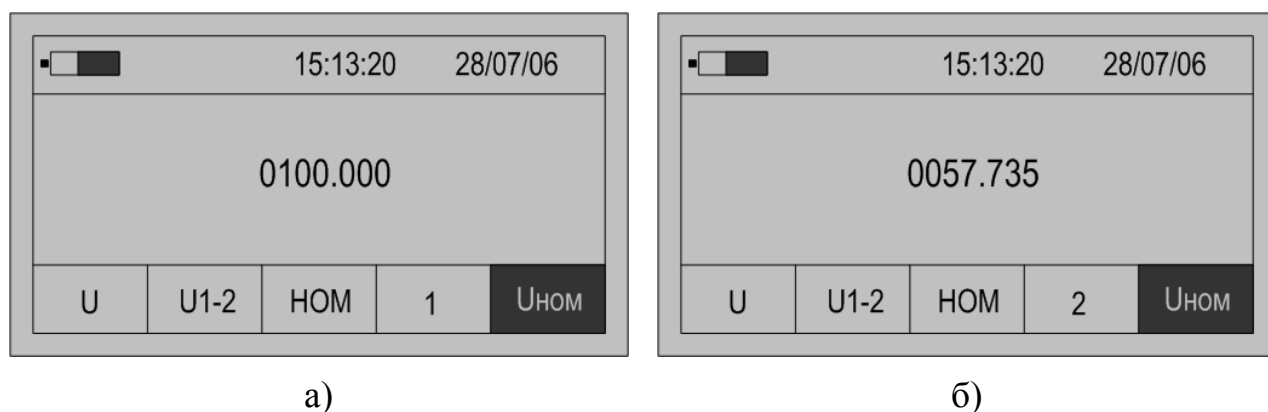 15:13:20 28/07/06
0100.000
U U1-2 НОМ 1 Uном
а)
15:13:20 28/07/06
0057.735
U U1-2 НОМ 2 Uном
б)